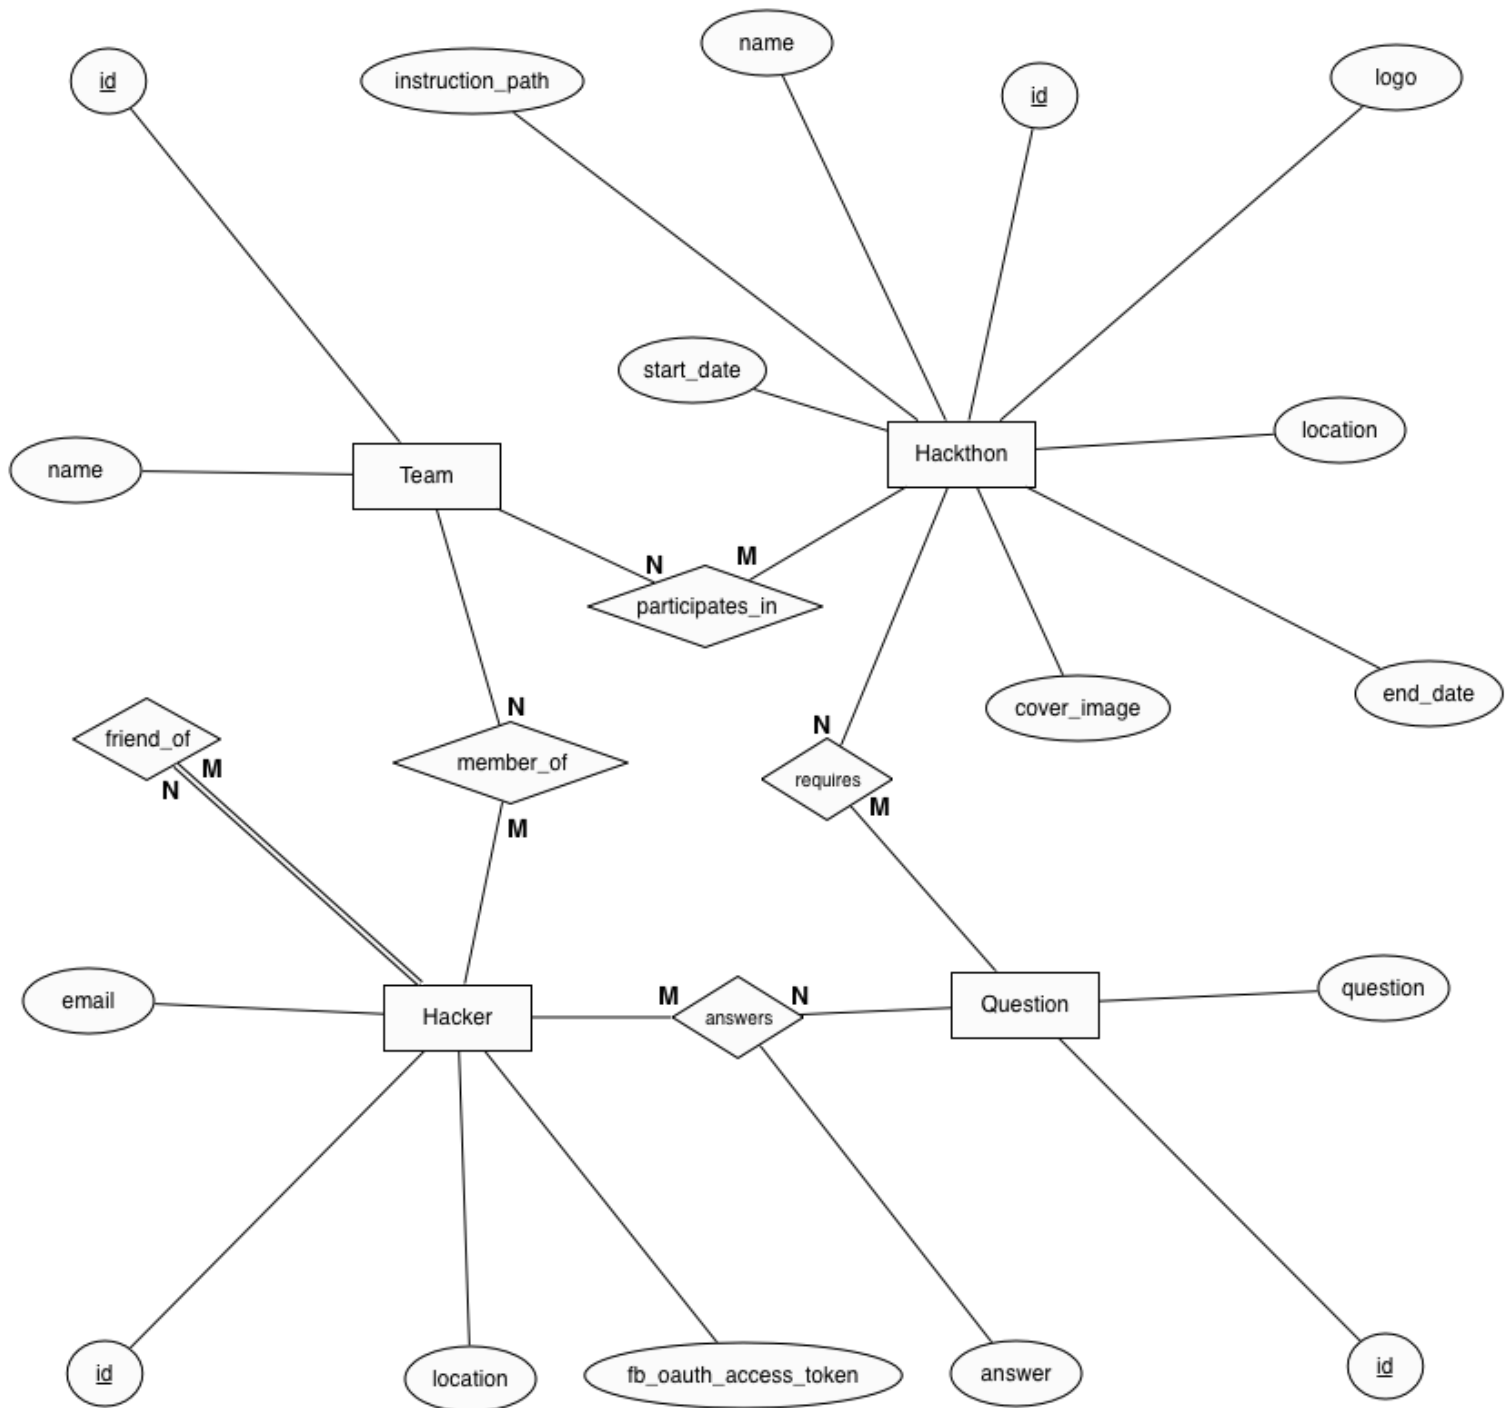 name
id
instruction_path
id
logo
start_date
location
Hackthon
name
Team
N
M
participates_in
end_date
cover_image
N
N
friend_of
member_of
M
N
requires
M
M
question
email
M
N
Hacker
answers
Question
id
location
fb_oauth_access_token
answer
id